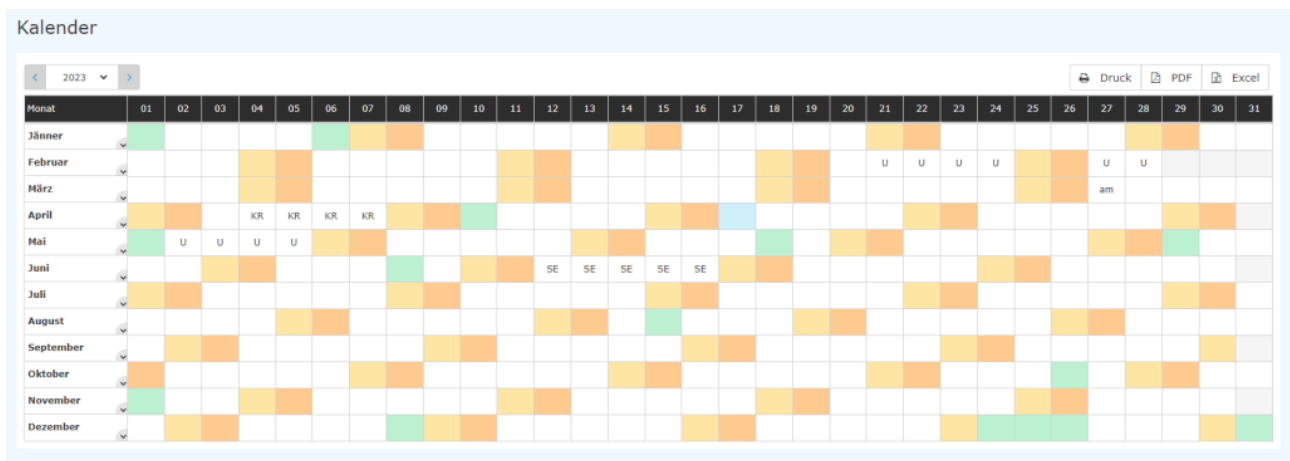 Kalender
2023 Druck PDF Excel
Monat 01 02 03 04 05 06 07 08 09 10 11 12 13 14 15 16 17 18 19 20 21 22 23 24 25 26 27 28 29 30 31
Jänner
Februar U U U U U U
März am
April KR KR KR KR
Mai U U U U
Juni SE SE SE SE SE
Juli
August
September
Oktober
November
Dezember